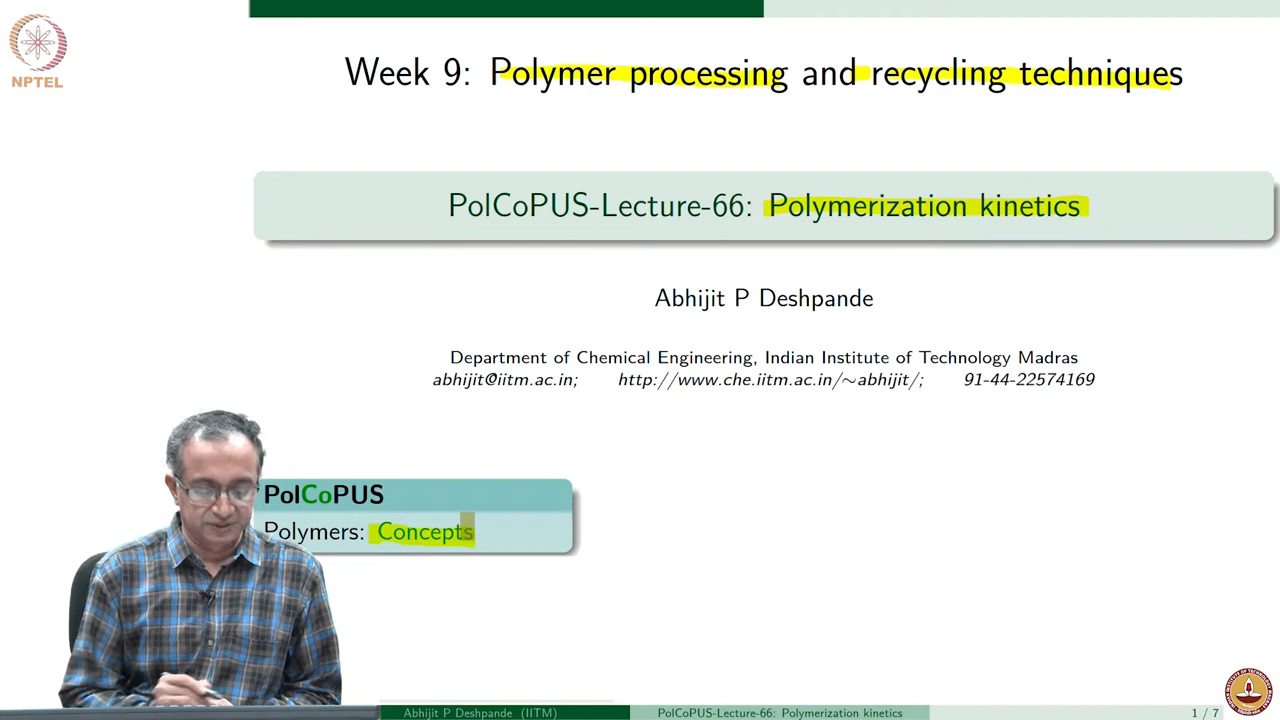 NPTEL
Week 9: Polymer processing and recycling techniques
PolCoPUS-Lecture-66: Polymerization kinetics
Abhijit P Deshpande
Department of Chemical Engineering, Indian Institute of Technology Madras
abhijit@iitm.ac.in; http://www.che.iitm.ac.in/~abhijit/; 91-44-22574169
PolCoPUS
Polymers: Concepts
Abhijit P Deshpande (IITM) PolCoPUS-Lecture-66: Polymerization kinetics 1 / 7